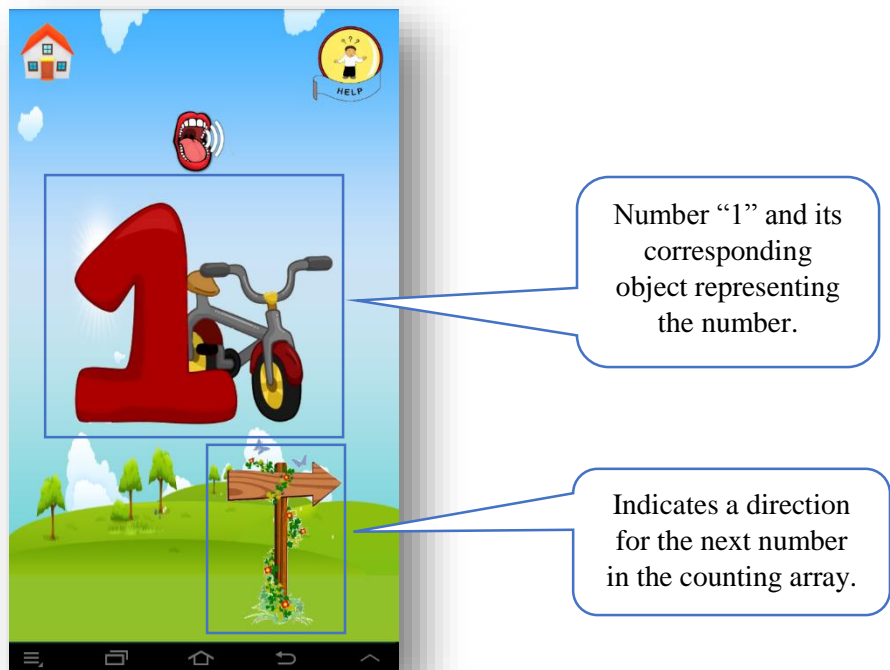 ? ? ?
HELP
1
Number “1” and its
corresponding
object representing
the number.
Indicates a direction
for the next number
in the counting array.